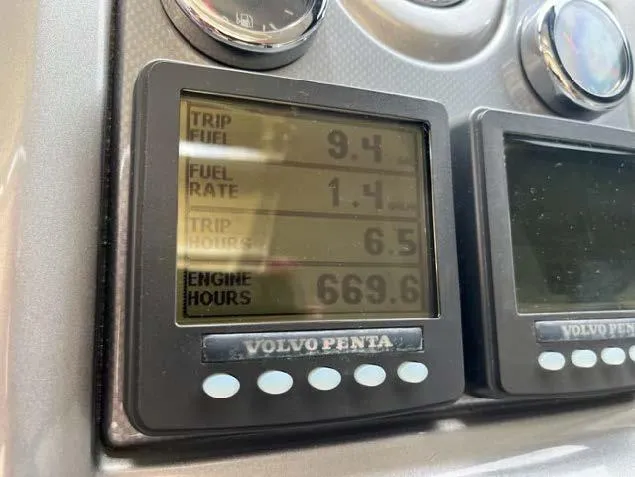 TRIP
FUEL 9.4
FUEL
RATE 1.4
TRIP
HOURS 6.5
ENGINE
HOURS 669.6
VOLVO PENTA
VOLVO PENTA